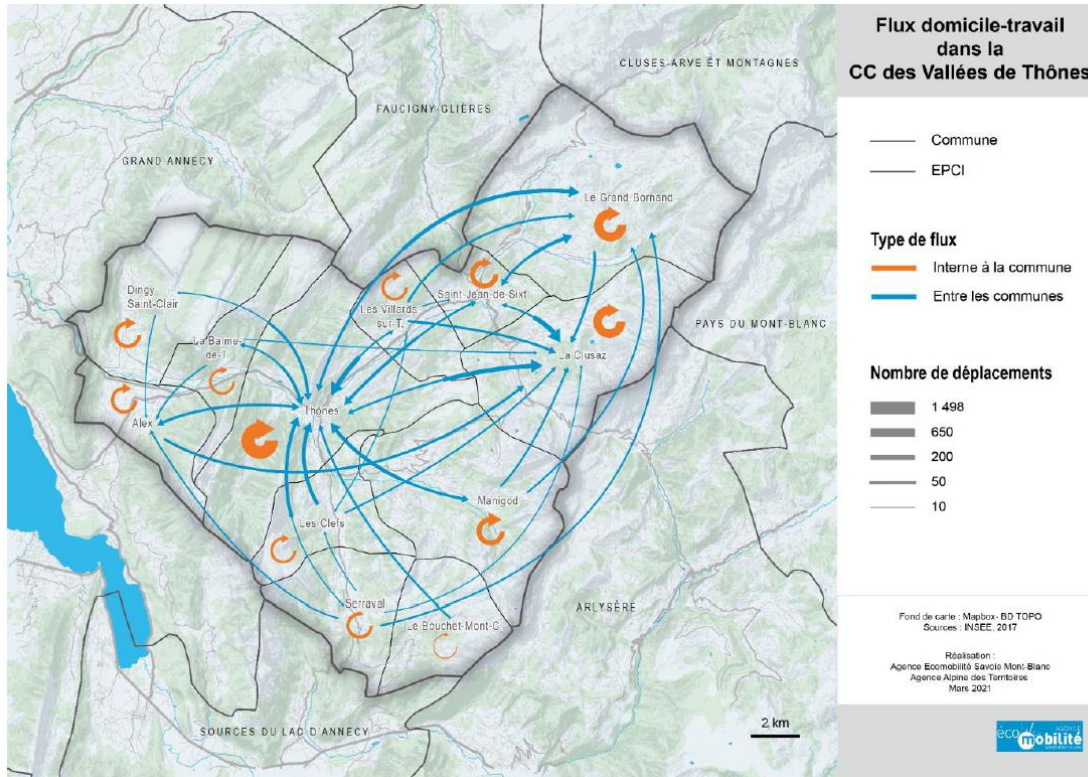 Flux domicile-travail
dans la
CC des Vallées de Thônes
Commune
EPCI
Type de flux
Interne à la commune
Entre les communes
Nombre de déplacements
1 498
650
200
50
10
Fond de carte : Mapbox- BD TOPO
Sources : INSEE, 2017
Réalisation :
Agence Ecomobilité Savoie Mont-Blanc
Agence Alpine des Territoires
Mars 2021
éco
mobilité
CLUSES-ARVE ET MONTAGNES
FAUCIGNY-GLIÈRES
GRAND ANNECY
Le Grand-Bornand
Dingy-
Saint-Clair
Saint-Jean-de-Sixt
Les Villards-
sur-T.
PAYS DU MONT-BLANC
La Balme-
de-T.
La Clusaz
Thônes
Alex
Manigod
Les Clefs
Serraval
Le Bouchet-Mont-C.
ARLYSÈRE
SOURCES DU LAC D'ANNECY
2 km